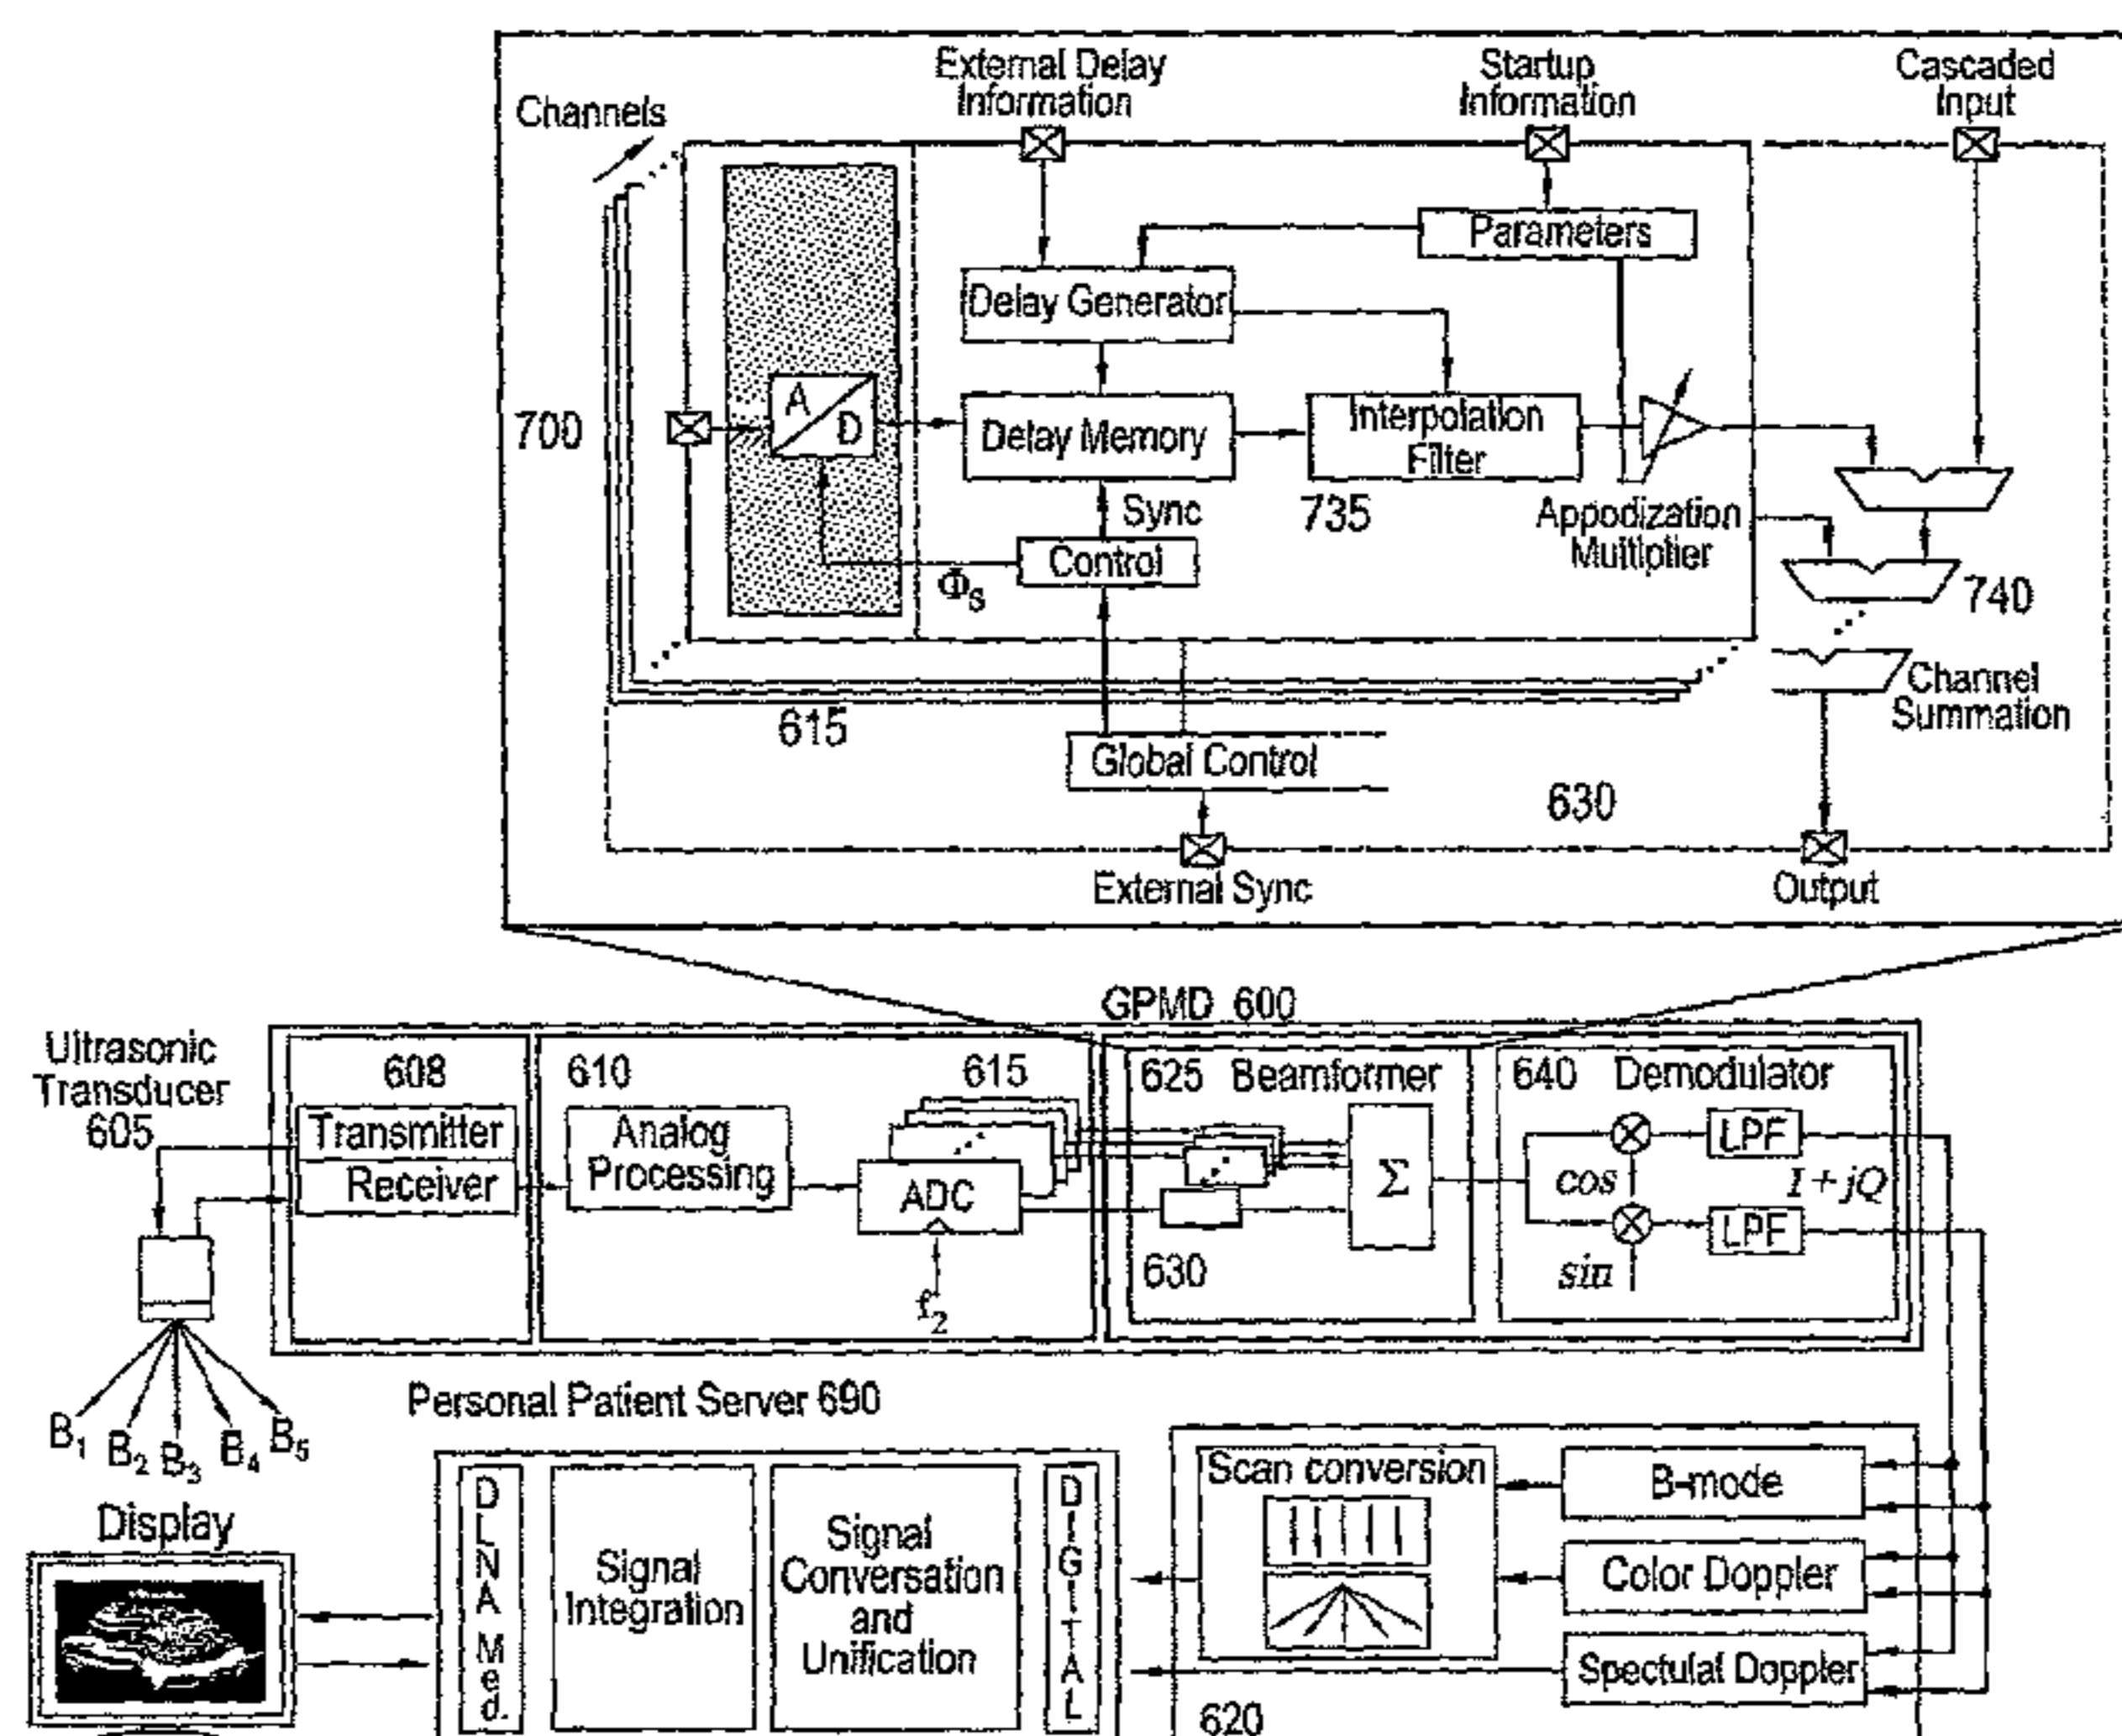 External Delay
Information
Startup
Information
Cascaded
Input
Channels
Parameters
Delay Generator
700
A
D
Delay Memory
Interpolation
Filter
Sync
735
Appodization
Multiplier
Control
Φs
740
615
Channel
Summation
Global Control
630
External Sync
Output
GPMD 600
Ultrasonic
Transducer
605
608
Transmitter
Receiver
610
Analog
Processing
615
ADC
f2
625 Beamformer
Σ
630
640 Demodulator
LPF
cos
I+jQ
LPF
sin
B1 B2 B3 B4 B5
Personal Patient Server 690
Display
DLNA Med.
Signal
Integration
Signal
Conversation
and
Unification
DIGITAL
Scan conversion
B-mode
Color Doppler
Spectulat Doppler
620